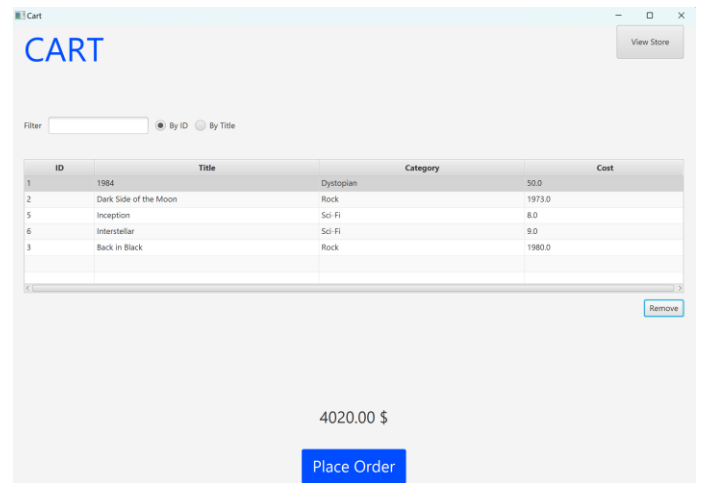 Cart
CART
View Store
Filter By ID By Title
ID Title Category Cost
1 1984 Dystopian 50.0
2 Dark Side of the Moon Rock 1973.0
5 Inception Sci-Fi 8.0
6 Interstellar Sci-Fi 9.0
3 Back in Black Rock 1980.0
Remove
4020.00 $
Place Order